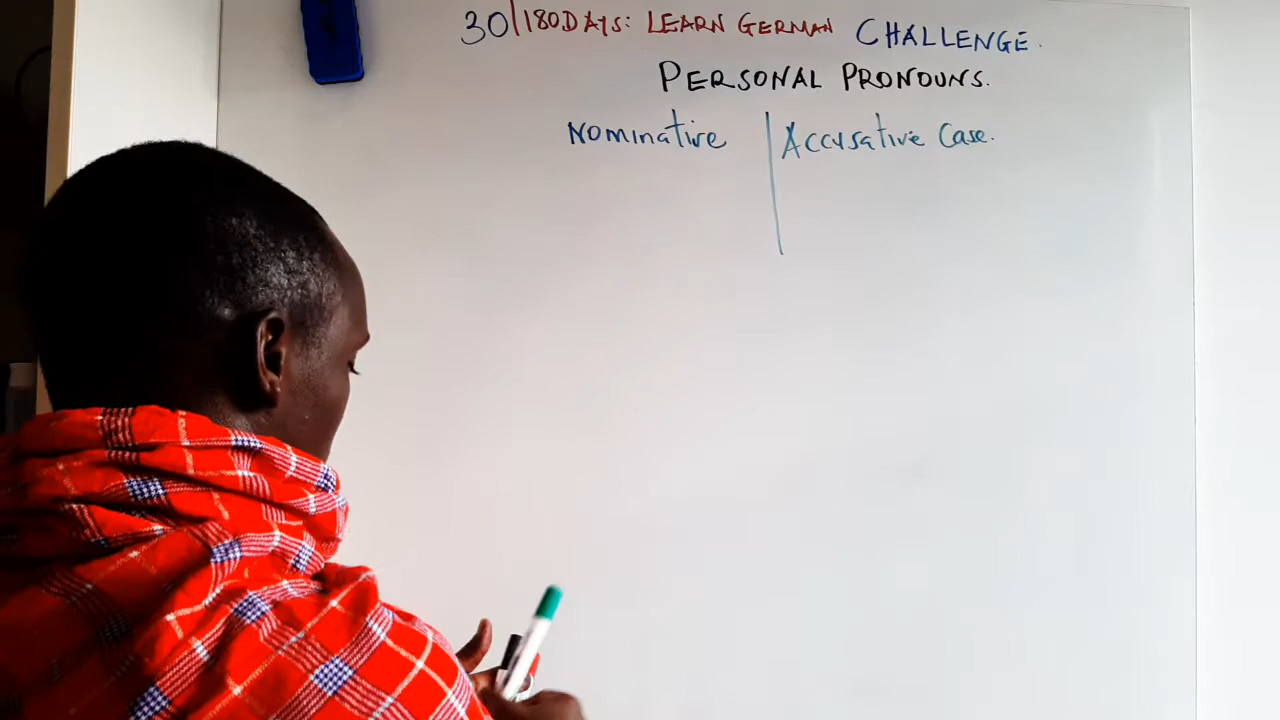 30/180DAYS: LEARN GERMAN CHALLENGE.
PERSONAL PRONOUNS.
Nominative | Accusative Case.